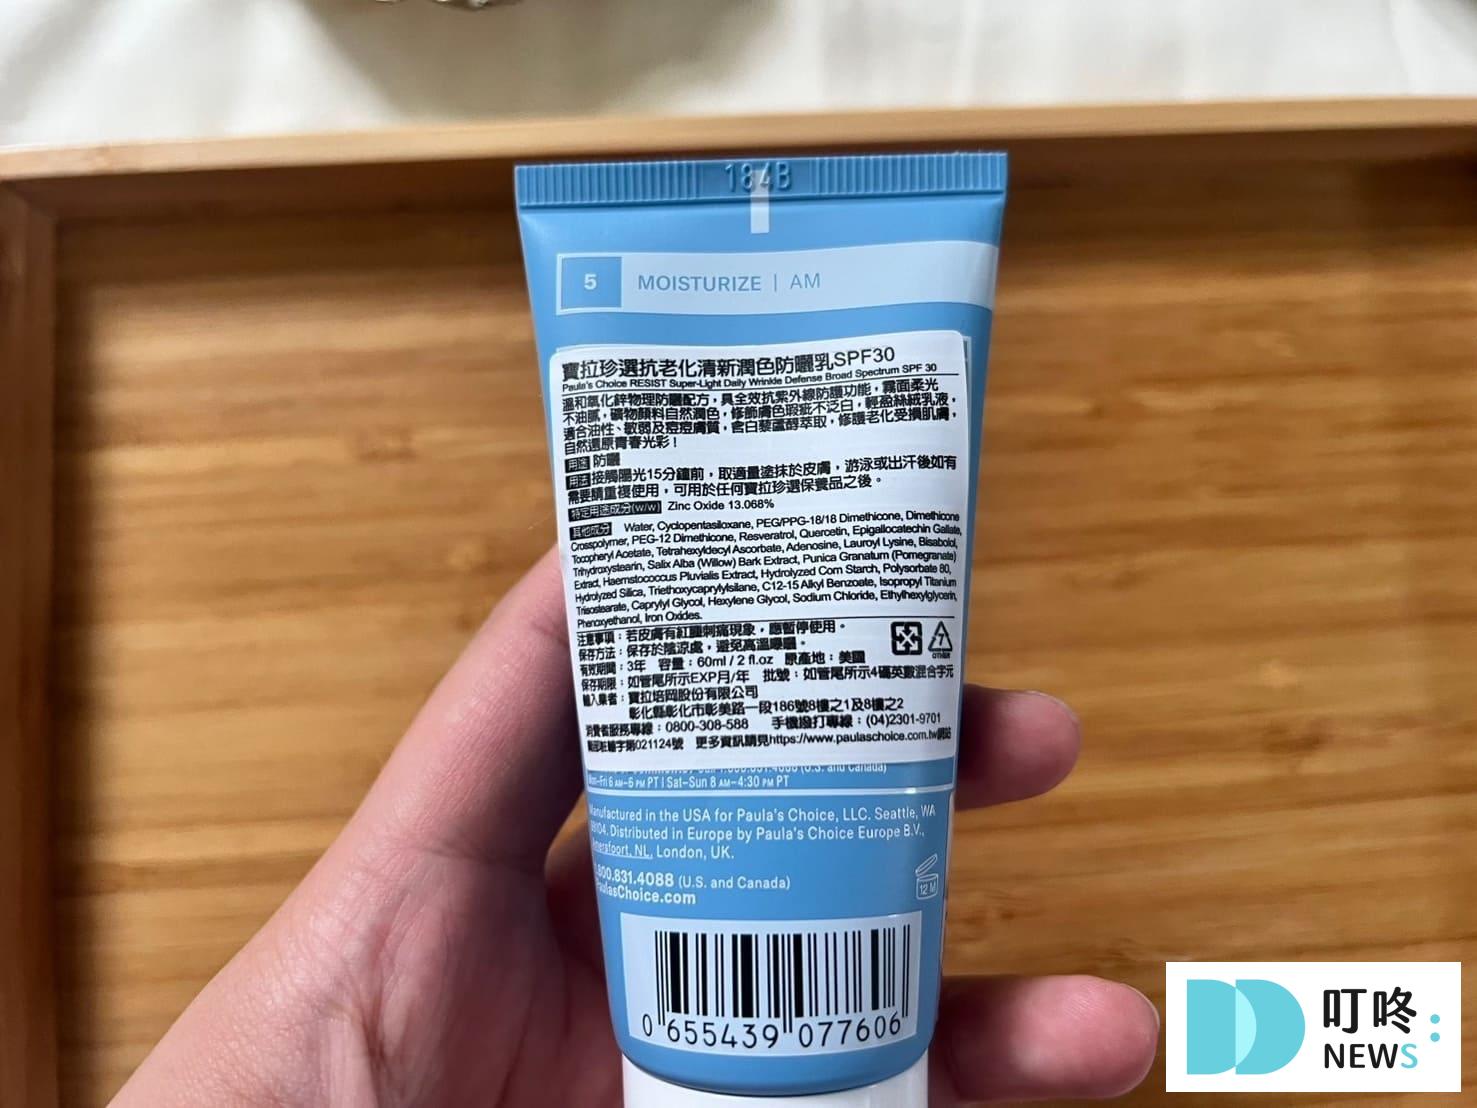 184B
5 MOISTURIZE | AM
寶拉珍選抗老化清新潤色防曬乳SPF30
Paula's Choice RESIST Super-Light Daily Wrinkle Defense Broad Spectrum SPF 30
溫和氧化鋅物理防曬配方，具全效抗紫外線防護功能，霧面柔光
不油膩，礦物顏料自然潤色，修飾膚色瑕疵不泛白，輕盈絲絨乳液，
適合油性、敏弱及痘痘膚質，含白藜蘆醇萃取，修護老化受損肌膚，
自然還原青春光彩！
用途 防曬
用法 接觸陽光15分鐘前，取適量塗抹於皮膚，游泳或出汗後如有
需要請重複使用，可用於任何寶拉珍選保養品之後。
特定用途成分(w/w) Zinc Oxide 13.068%
其他成分 Water, Cyclopentasiloxane, PEG/PPG-18/18 Dimethicone, Dimethicone
Crosspolymer, PEG-12 Dimethicone, Resveratrol, Quercetin, Epigallocatechin Gallate,
Tocopheryl Acetate, Tetrahexyldecyl Ascorbate, Adenosine, Lauroyl Lysine, Bisabolol,
Trihydroxystearin, Salix Alba (Willow) Bark Extract, Punica Granatum (Pomegranate)
Extract, Haemstococcus Pluvialis Extract, Hydrolyzed Corn Starch, Polysorbate 80,
Hydrolyzed Silica, Triethoxycaprylylsilane, C12-15 Alkyl Benzoate, Isopropyl Titanium
Triisostearate, Caprylyl Glycol, Hexylene Glycol, Sodium Chloride, Ethylhexylglycerin,
Phenoxyethanol, Iron Oxides.
注意事項：若皮膚有紅腫刺痛現象，應暫停使用。
保存方法：保存於陰涼處，避免高溫曝曬。
有效期間：3年 容量：60ml / 2 fl.oz 原產地：美國
保存期限：如管尾所示EXP月/年 批號：如管尾所示4碼英數混合字元
輸入業者：寶拉培岡股份有限公司
彰化縣彰化市彰美路一段186號8樓之1及8樓之2
消費者服務專線：0800-308-588 手機撥打專線：(04)2301-9701
衛部粧輸字第021124號 更多資訊請見https://www.paulaschoice.com.tw網站
7
OTHER
Mon-Fri 6 AM-6 PM PT | Sat-Sun 8 AM-4:30 PM PT
Manufactured in the USA for Paula's Choice, LLC. Seattle, WA
98104. Distributed in Europe by Paula's Choice Europe B.V.,
Amersfoort, NL. London, UK.
.800.831.4088 (U.S. and Canada)
PaulasChoice.com
12 M
0 655439 077606
叮咚:
NEWS